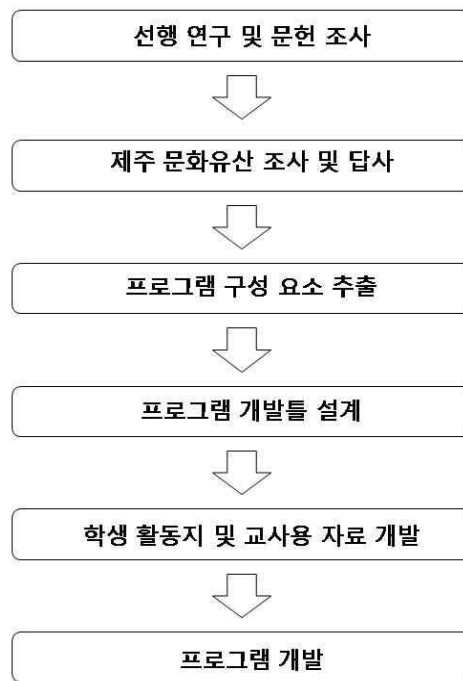 선행 연구 및 문헌 조사
제주 문화유산 조사 및 답사
프로그램 구성 요소 추출
프로그램 개발틀 설계
학생 활동지 및 교사용 자료 개발
프로그램 개발